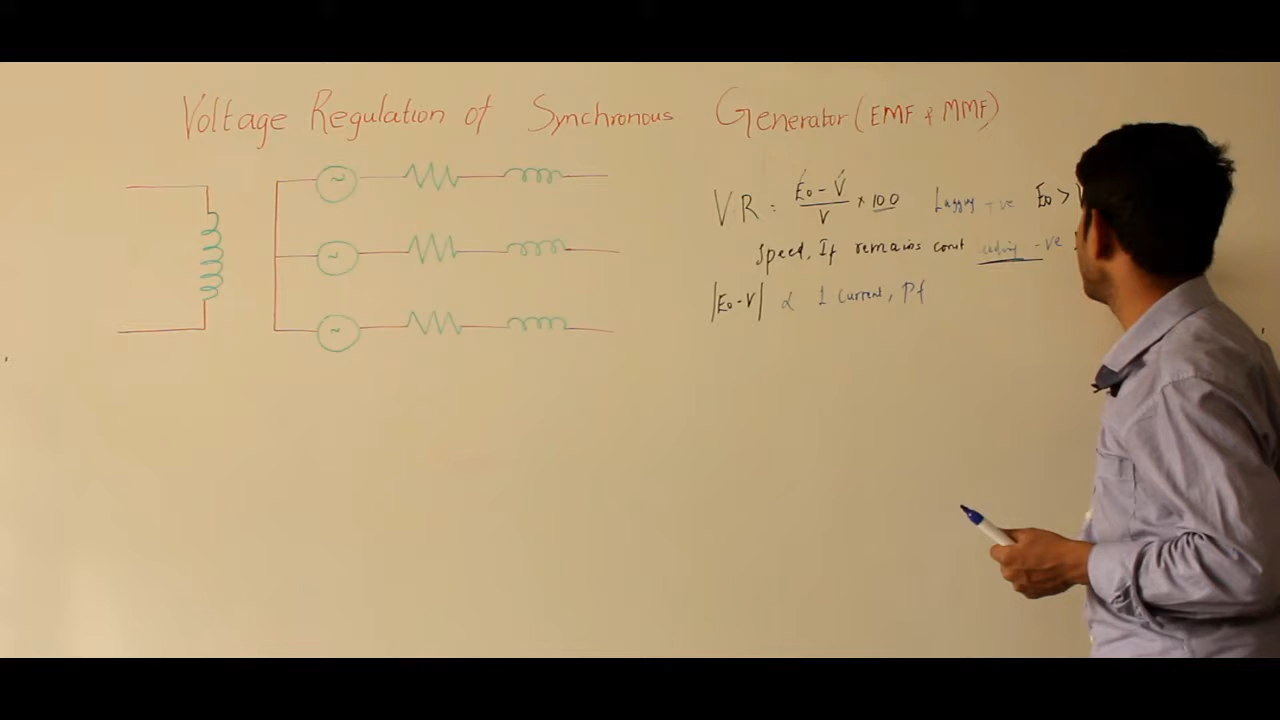 Voltage Regulation of Synchronous Generator (EMF & MMF)
~
~
~
VR = E₀ - V / V × 100 Lagging +ve E₀ > V
Speed, If remains const Leading -ve
|E₀-V| ∝ 1 Current, Pf